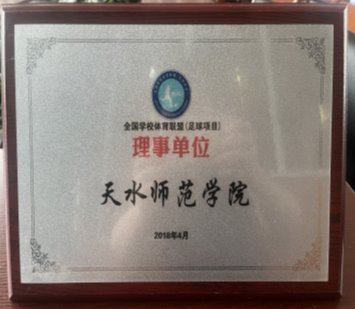 全国学校体育联盟(足球项目)
理事单位
天水师范学院
2018年4月